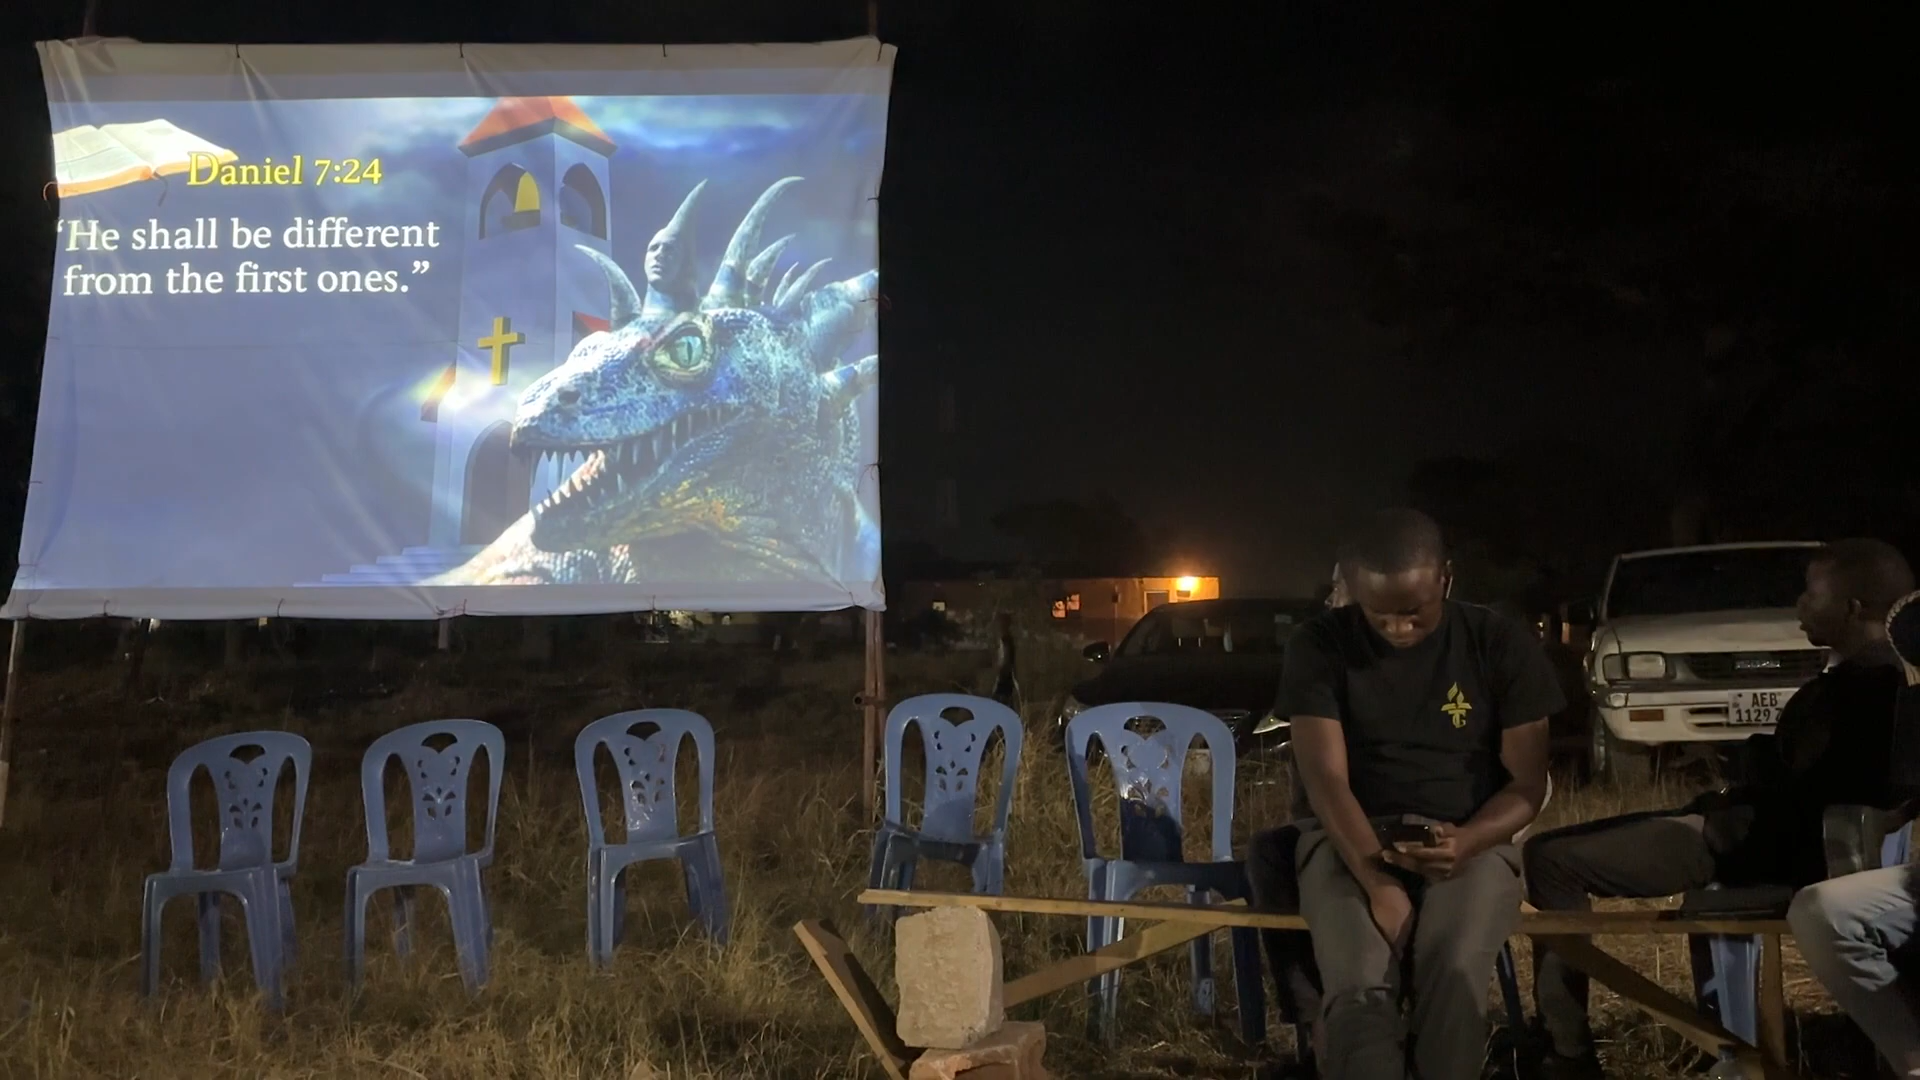 Daniel 7:24
“He shall be different
from the first ones.”
AEB
1129